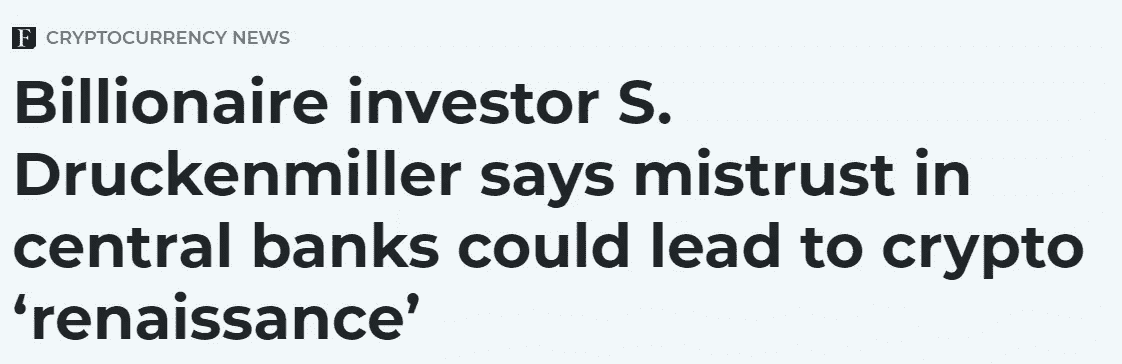 F CRYPTOCURRENCY NEWS
Billionaire investor S.
Druckenmiller says mistrust in
central banks could lead to crypto
‘renaissance’